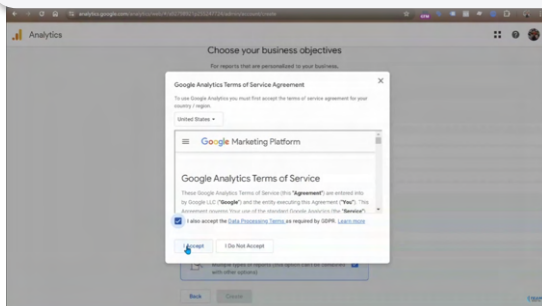 Analytics
Choose your business objectives
For reports that are personalized to your business,
Google Analytics Terms of Service Agreement
To use Google Analytics you must first accept the terms of service agreement for your
country / region.
United States
Google Marketing Platform
Google Analytics Terms of Service
These Google Analytics Terms of Service (this "Agreement") are entered into
by Google LLC ("Google") and the entity executing this Agreement ("You"). This
Agreement governs Your use of the standard Google Analytics (the "Service")
I also accept the Data Processing Terms as required by GDPR. Learn more
I Accept
I Do Not Accept
with other options)
Back
Create